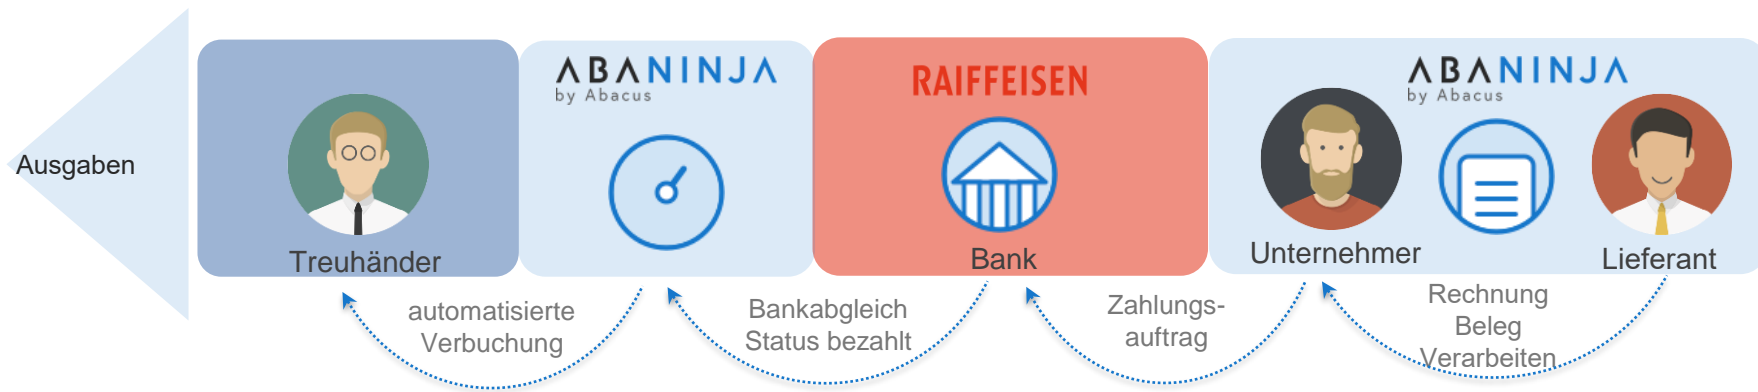 Ausgaben
Treuhänder
ABANINJA
by Abacus
RAIFFEISEN
Bank
ABANINJA
by Abacus
Unternehmer
Lieferant
automatisierte
Verbuchung
Bankabgleich
Status bezahlt
Zahlungs-
auftrag
Rechnung
Beleg
Verarbeiten